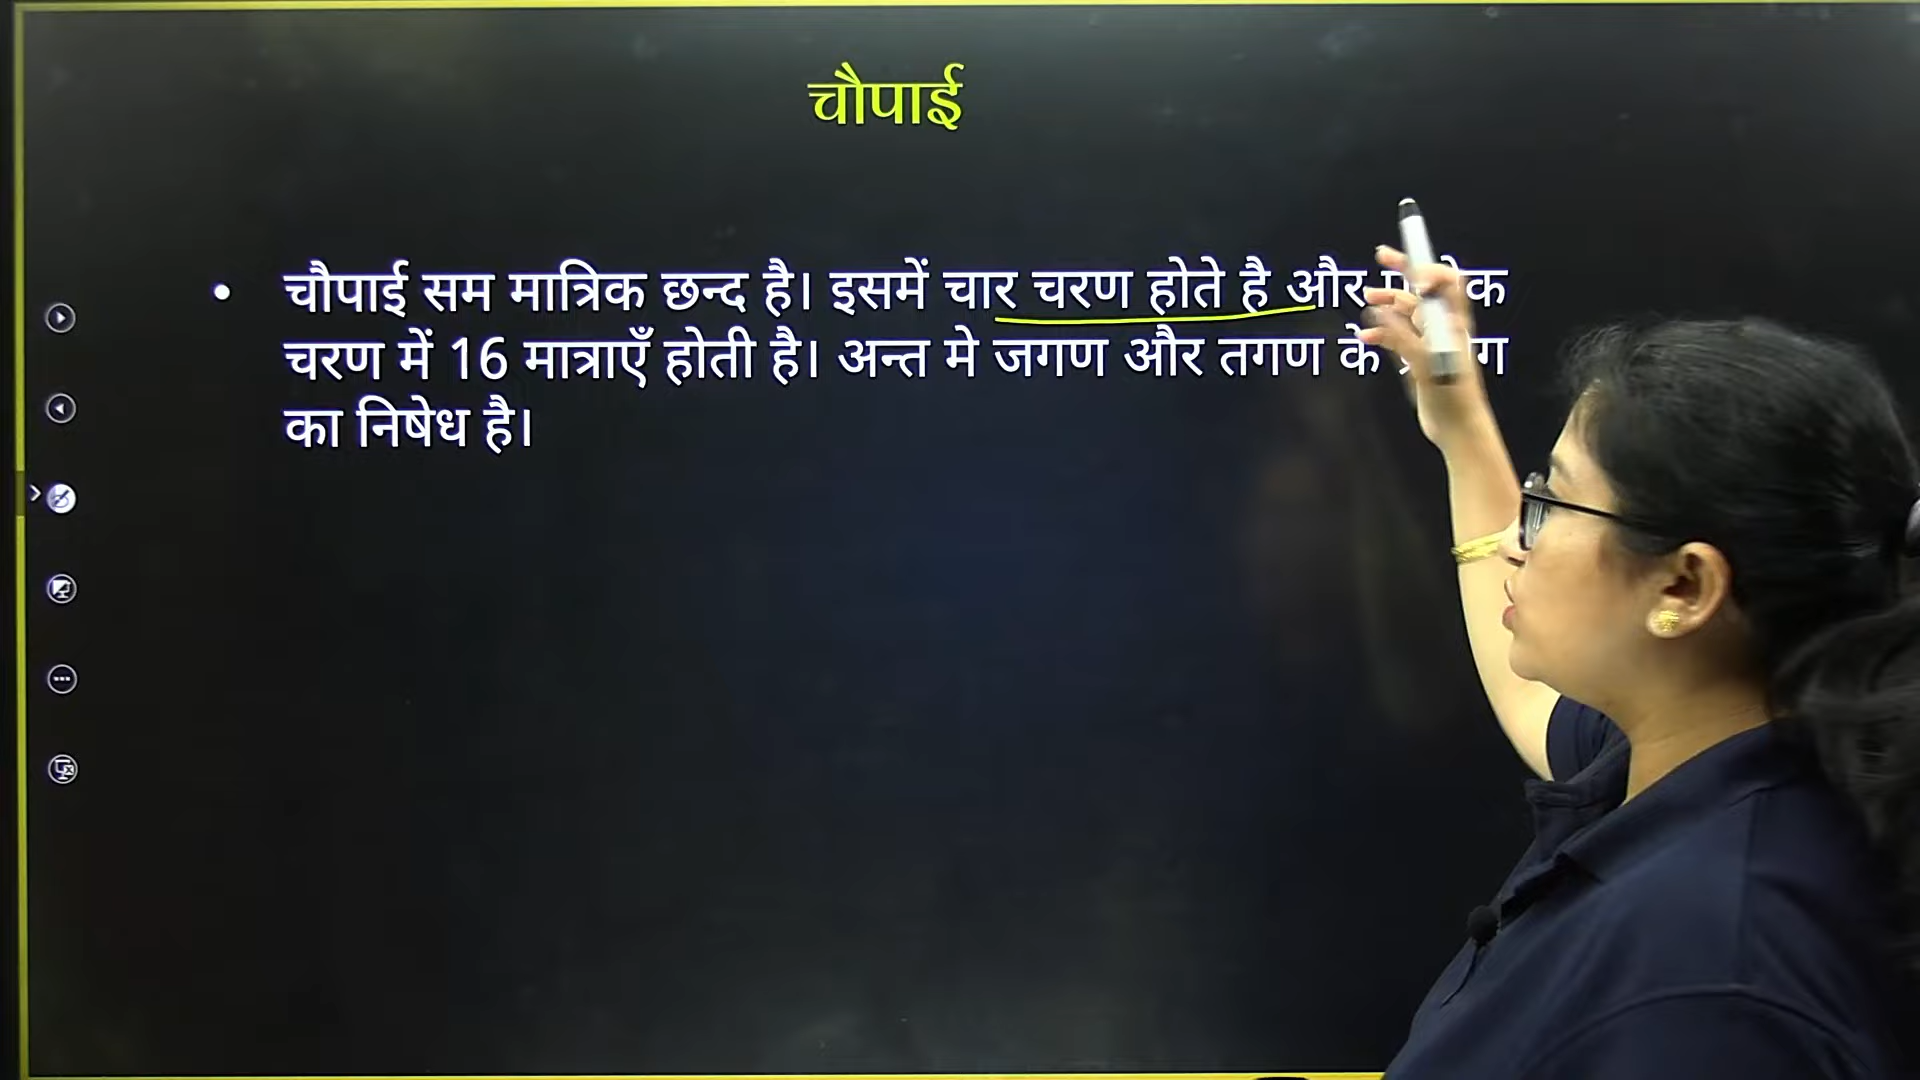 चौपाई
• चौपाई सम मात्रिक छन्द है। इसमें चार चरण होते है और
चरण में 16 मात्राएँ होती है। अन्त मे जगण और तगण के
का निषेध है।